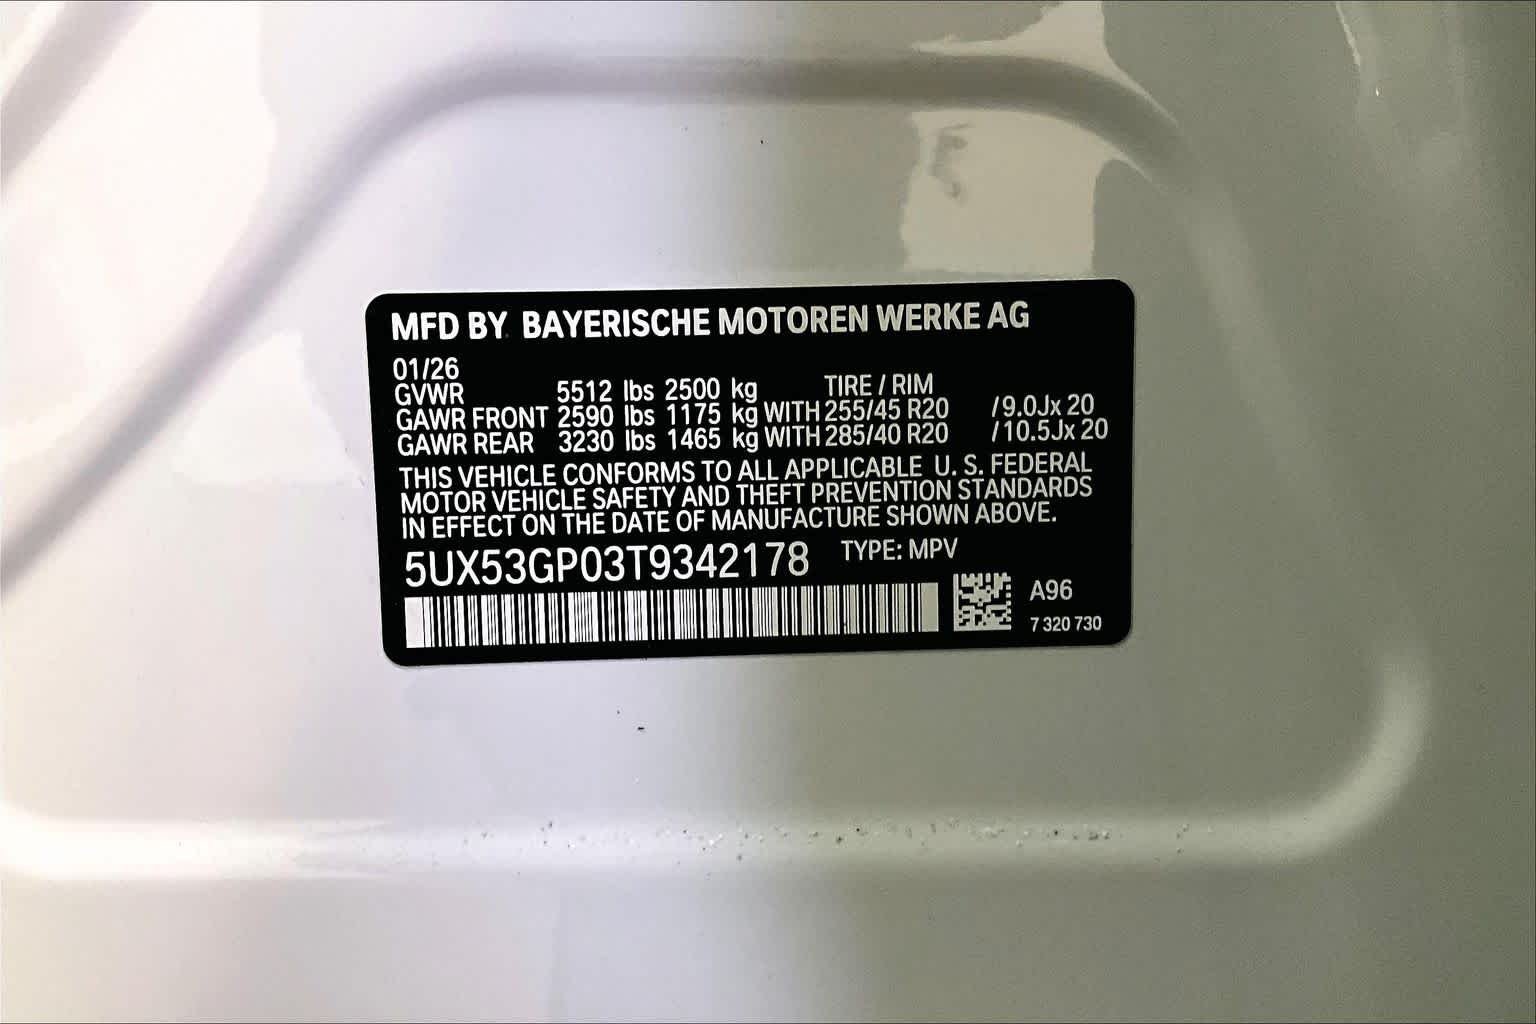 MFD BY BAYERISCHE MOTOREN WERKE AG
01/26
GVWR 5512 lbs 2500 kg TIRE / RIM
GAWR FRONT 2590 lbs 1175 kg WITH 255/45 R20 /9.0Jx 20
GAWR REAR 3230 lbs 1465 kg WITH 285/40 R20 /10.5Jx 20
THIS VEHICLE CONFORMS TO ALL APPLICABLE U. S. FEDERAL
MOTOR VEHICLE SAFETY AND THEFT PREVENTION STANDARDS
IN EFFECT ON THE DATE OF MANUFACTURE SHOWN ABOVE.
5UX53GP03T9342178 TYPE: MPV
A96
7 320 730